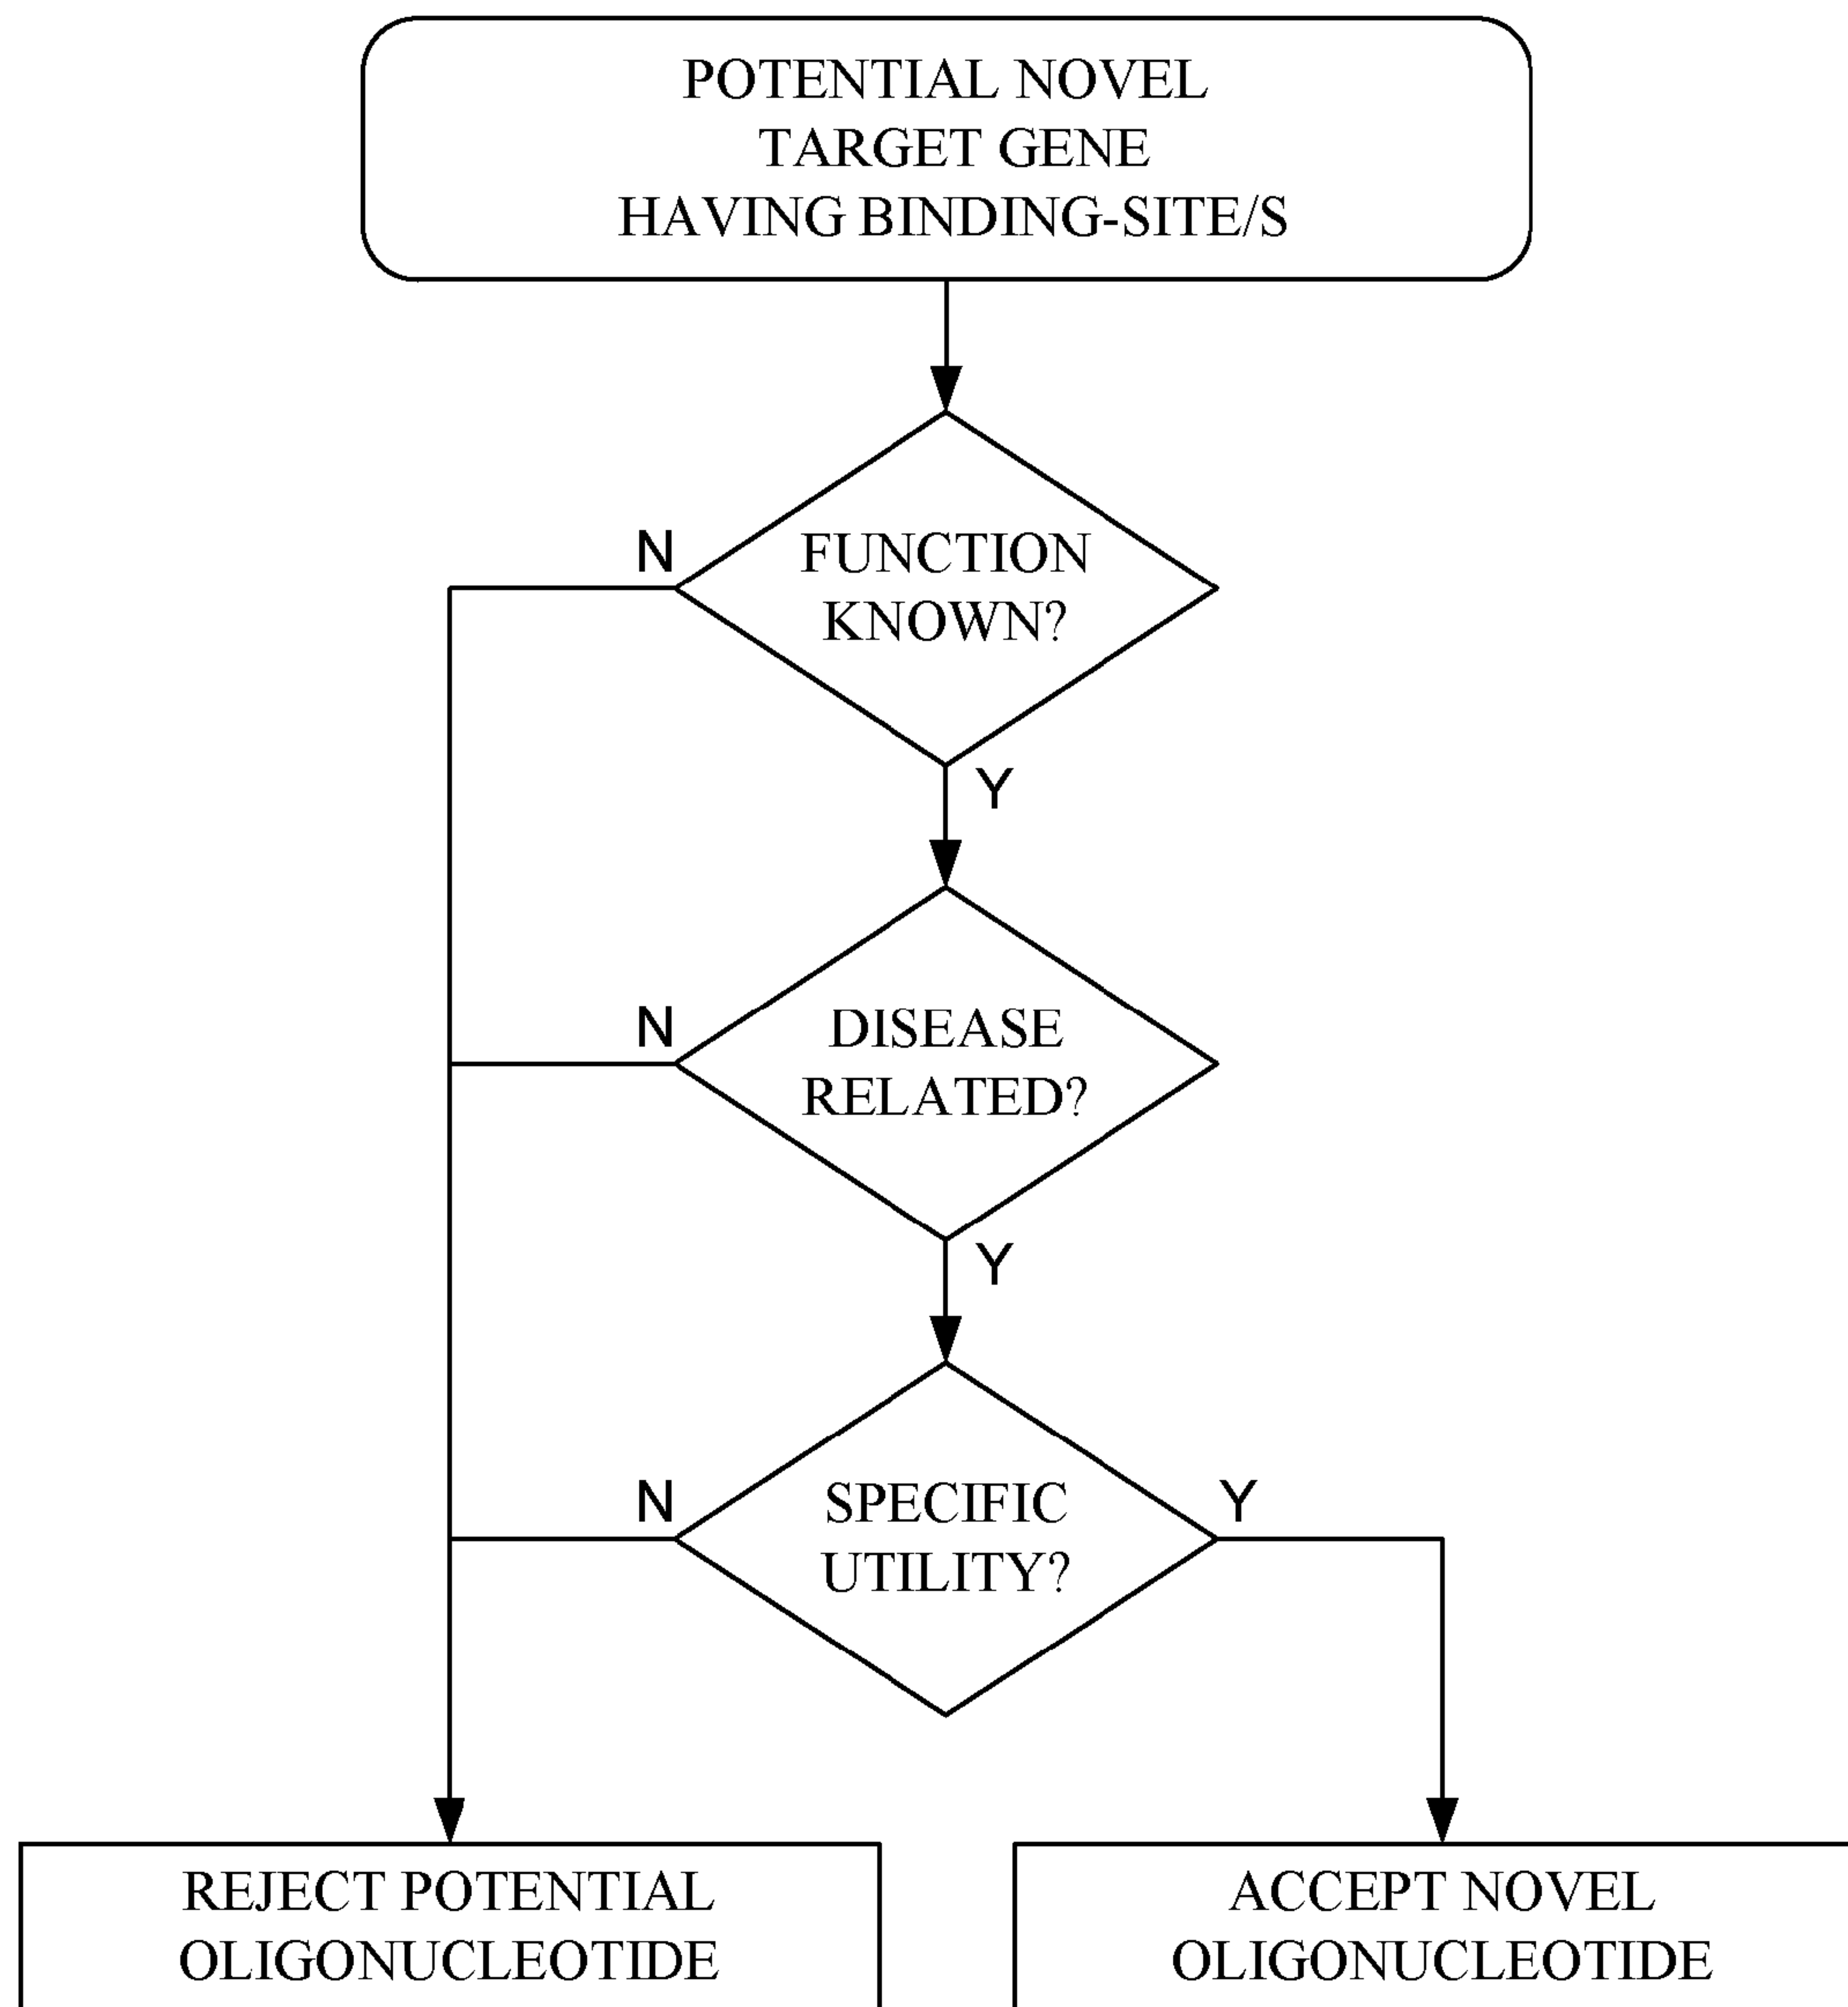 POTENTIAL NOVEL
TARGET GENE
HAVING BINDING-SITE/S
N
FUNCTION
KNOWN?
Y
N
DISEASE
RELATED?
Y
N
SPECIFIC
UTILITY?
Y
REJECT POTENTIAL
OLIGONUCLEOTIDE
ACCEPT NOVEL
OLIGONUCLEOTIDE